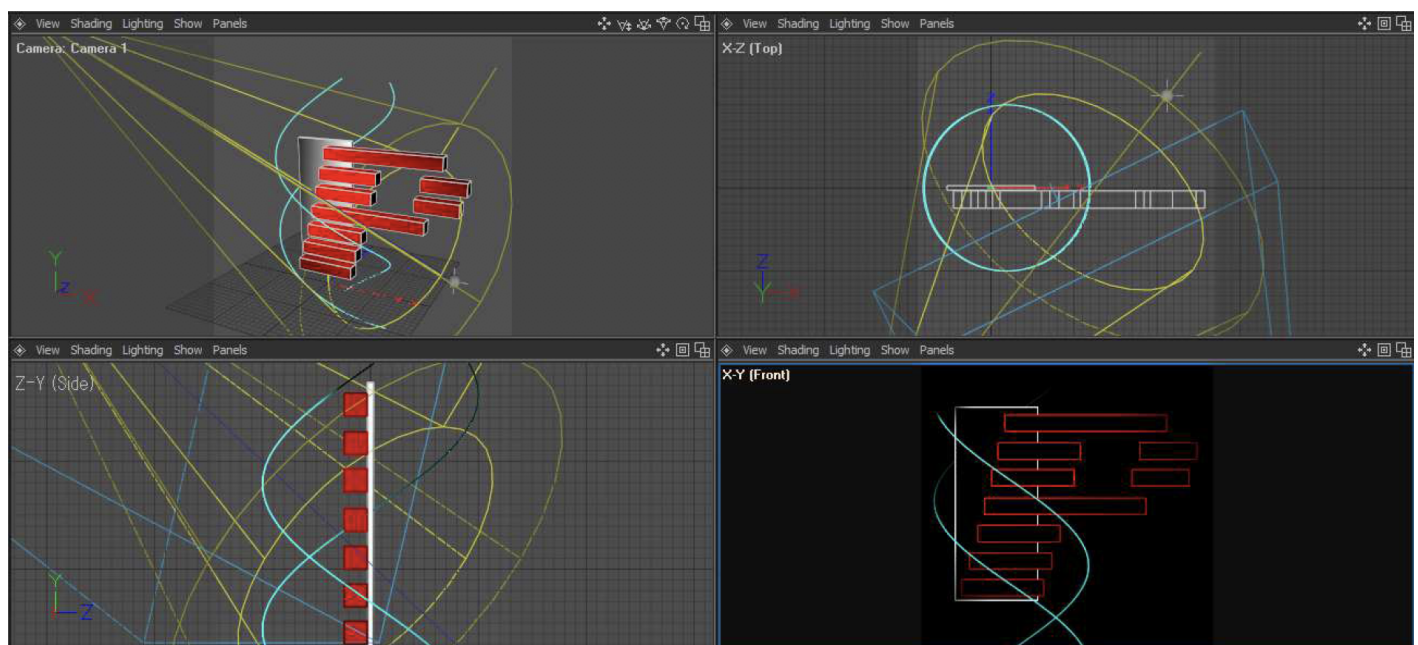 View Shading Lighting Show Panels
Camera: Camera 1
Y
Z
X
View Shading Lighting Show Panels
X-Z (Top)
Z
Y
View Shading Lighting Show Panels
Z-Y (Side)
Y
Z
View Shading Lighting Show Panels
X-Y (Front)